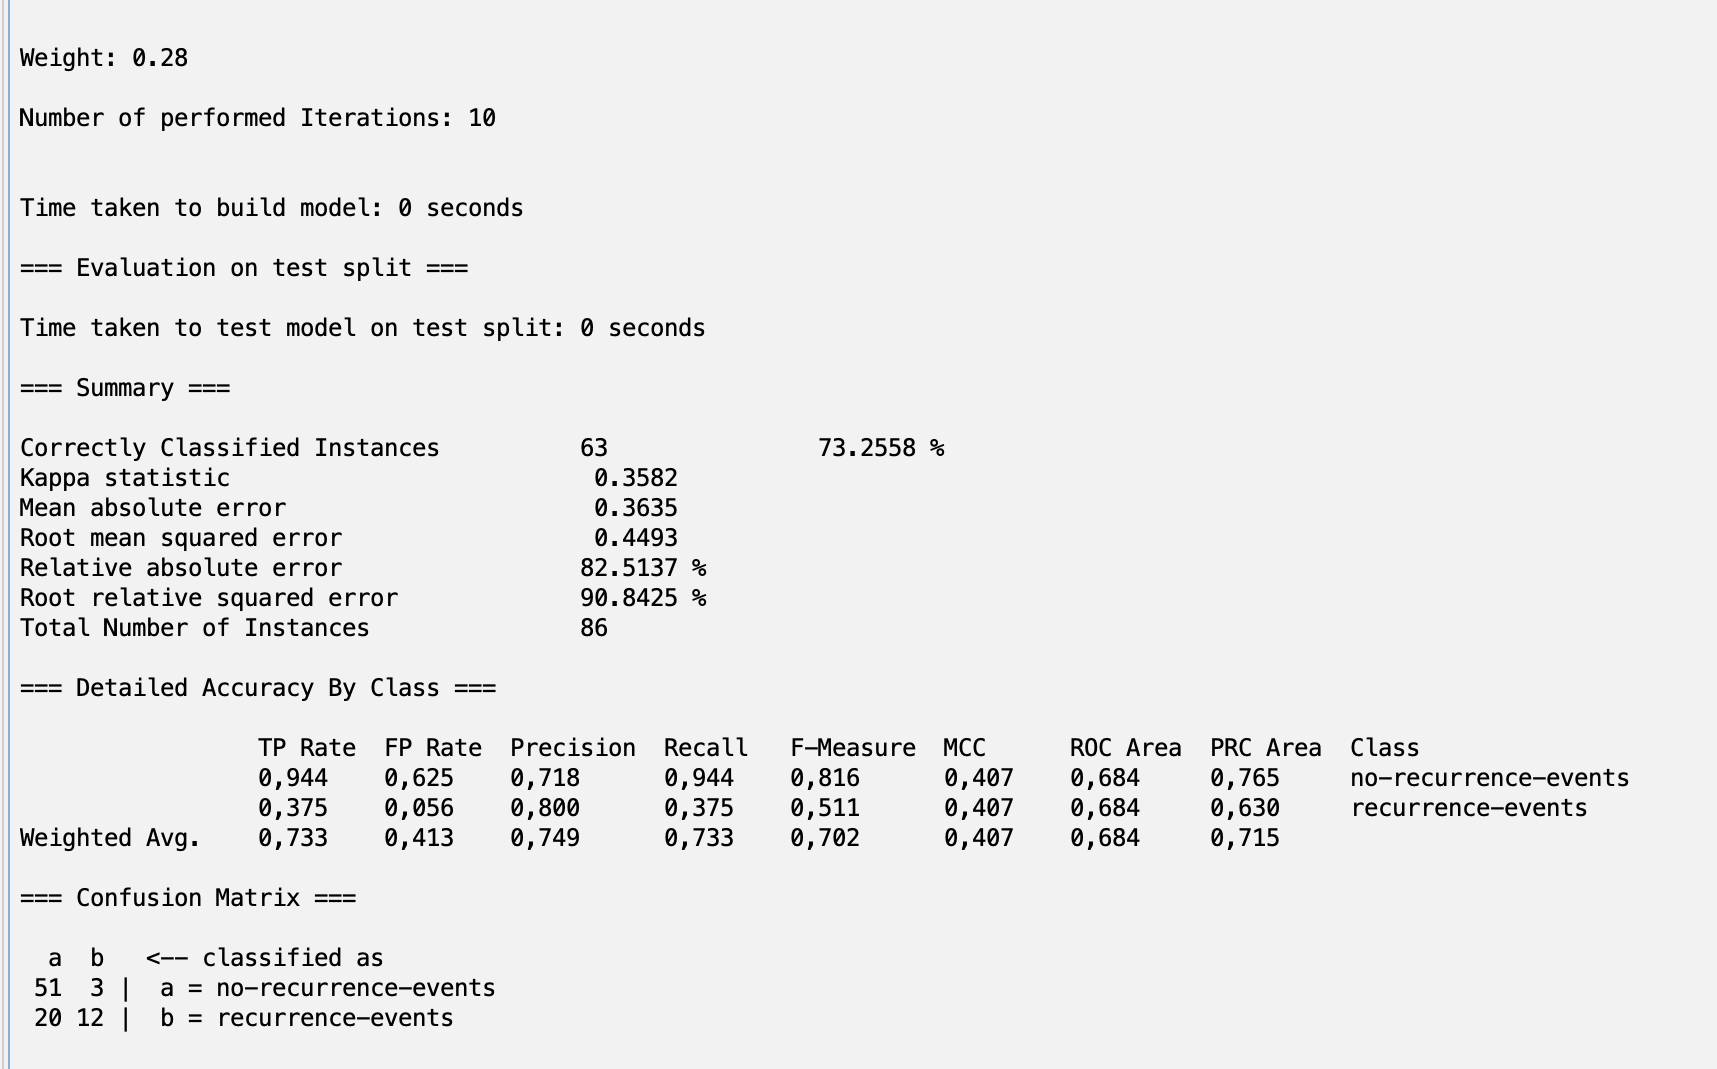 Weight: 0.28
Number of performed Iterations: 10
Time taken to build model: 0 seconds
=== Evaluation on test split ===
Time taken to test model on test split: 0 seconds
=== Summary ===
Correctly Classified Instances          63               73.2558 %
Kappa statistic                          0.3582
Mean absolute error                      0.3635
Root mean squared error                  0.4493
Relative absolute error                 82.5137 %
Root relative squared error             90.8425 %
Total Number of Instances               86
=== Detailed Accuracy By Class ===
                 TP Rate  FP Rate  Precision  Recall   F-Measure  MCC      ROC Area  PRC Area  Class
                 0,944    0,625    0,718      0,944    0,816      0,407    0,684     0,765     no-recurrence-events
                 0,375    0,056    0,800      0,375    0,511      0,407    0,684     0,630     recurrence-events
Weighted Avg.    0,733    0,413    0,749      0,733    0,702      0,407    0,684     0,715
=== Confusion Matrix ===
  a  b   <-- classified as
 51  3 |  a = no-recurrence-events
 20 12 |  b = recurrence-events